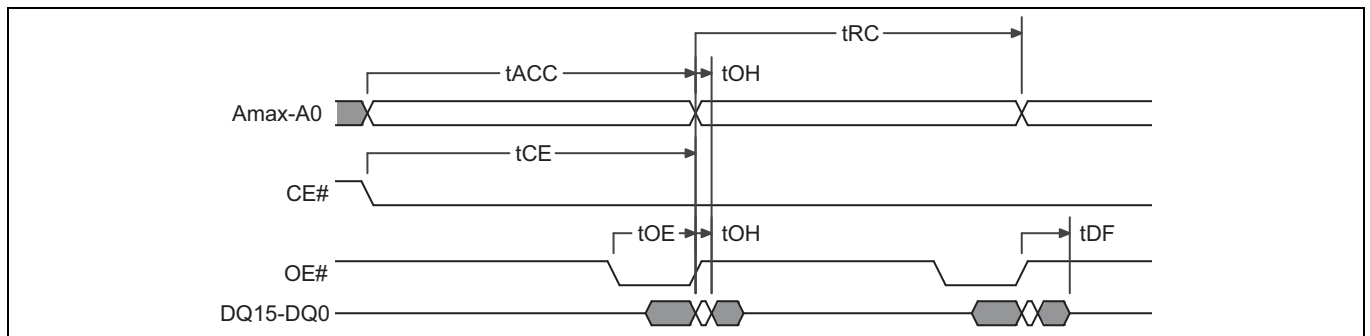 tRC
tACC
tOH
Amax-A0
tCE
CE#
tOE
tOH
tDF
OE#
DQ15-DQ0